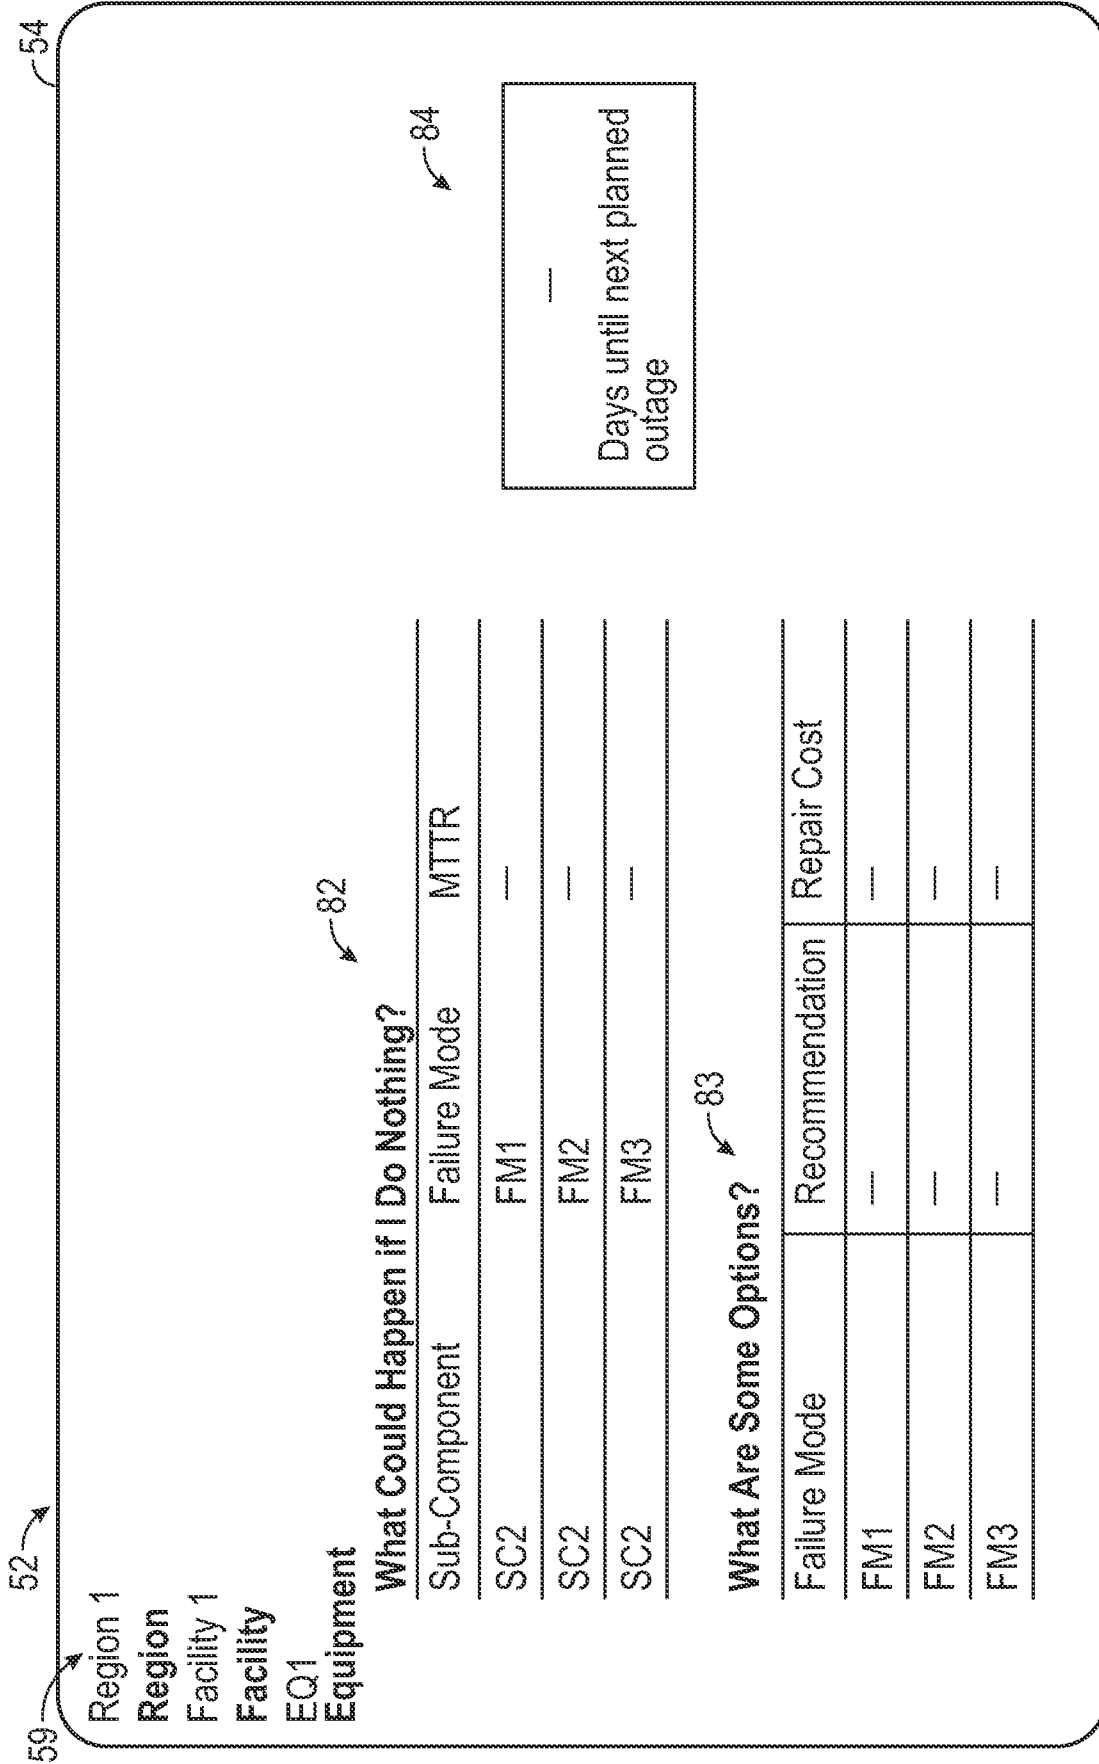 52
54
59
Region 1
Region
Facility 1
Facility
EQ1
Equipment
82
What Could Happen if I Do Nothing?
Sub-Component Failure Mode MTTR
SC2 FM1 —
SC2 FM2 —
SC2 FM3 —
84
—
Days until next planned
outage
83
What Are Some Options?
Failure Mode Recommendation Repair Cost
FM1 — —
FM2 — —
FM3 — —